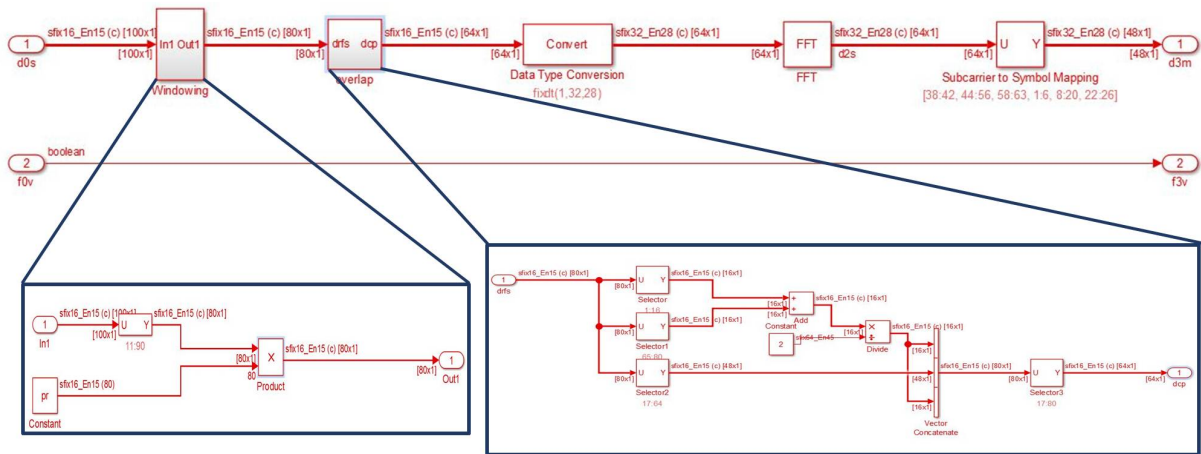 sfix16_En15 (c) [100x1]
sfix16_En15 (c) [80x1]
sfix16_En15 (c) [64x1]
sfix32_En28 (c) [64x1]
sfix32_En28 (c) [64x1]
sfix32_En28 (c) [48x1]
1
In1 Out1
drfs dcp
Convert
FFT
U Y
1
d0s
[100x1]
[80x1]
[64x1]
[64x1]
d2s
[64x1]
[48x1]
d3m
Windowing
overlap
Data Type Conversion
FFT
Subcarrier to Symbol Mapping
fixdt(1,32,28)
[38:42, 44:56, 58:63, 1:6, 8:20, 22:26]
boolean
2
2
f0v
f3v
sfix16_En15 (c) [100x1]
sfix16_En15 (c) [80x1]
1
U Y
In1
[100x1]
11:90
sfix16_En15 (c) [80x1]
[80x1]
X
1
sfix16_En15 (80)
80
Product
[80x1]
Out1
pr
Constant
sfix16_En15 (c) [80x1]
sfix16_En15 (c) [16x1]
1
U Y
drfs
[80x1]
Selector
1:16
sfix16_En15 (c) [16x1]
[16x1]
+
+
sfix16_En15 (c) [16x1]
U Y
[16x1]
Add
[80x1]
Selector1
65:80
Constant
2
sfix64_En45
[16x1]
×
÷
Divide
sfix16_En15 (c) [16x1]
[16x1]
sfix16_En15 (c) [48x1]
U Y
[80x1]
Selector2
17:64
[48x1]
sfix16_En15 (c) [80x1]
U Y
sfix16_En15 (c) [64x1]
1
[80x1]
Selector3
17:80
[64x1]
dcp
[16x1]
Vector
Concatenate